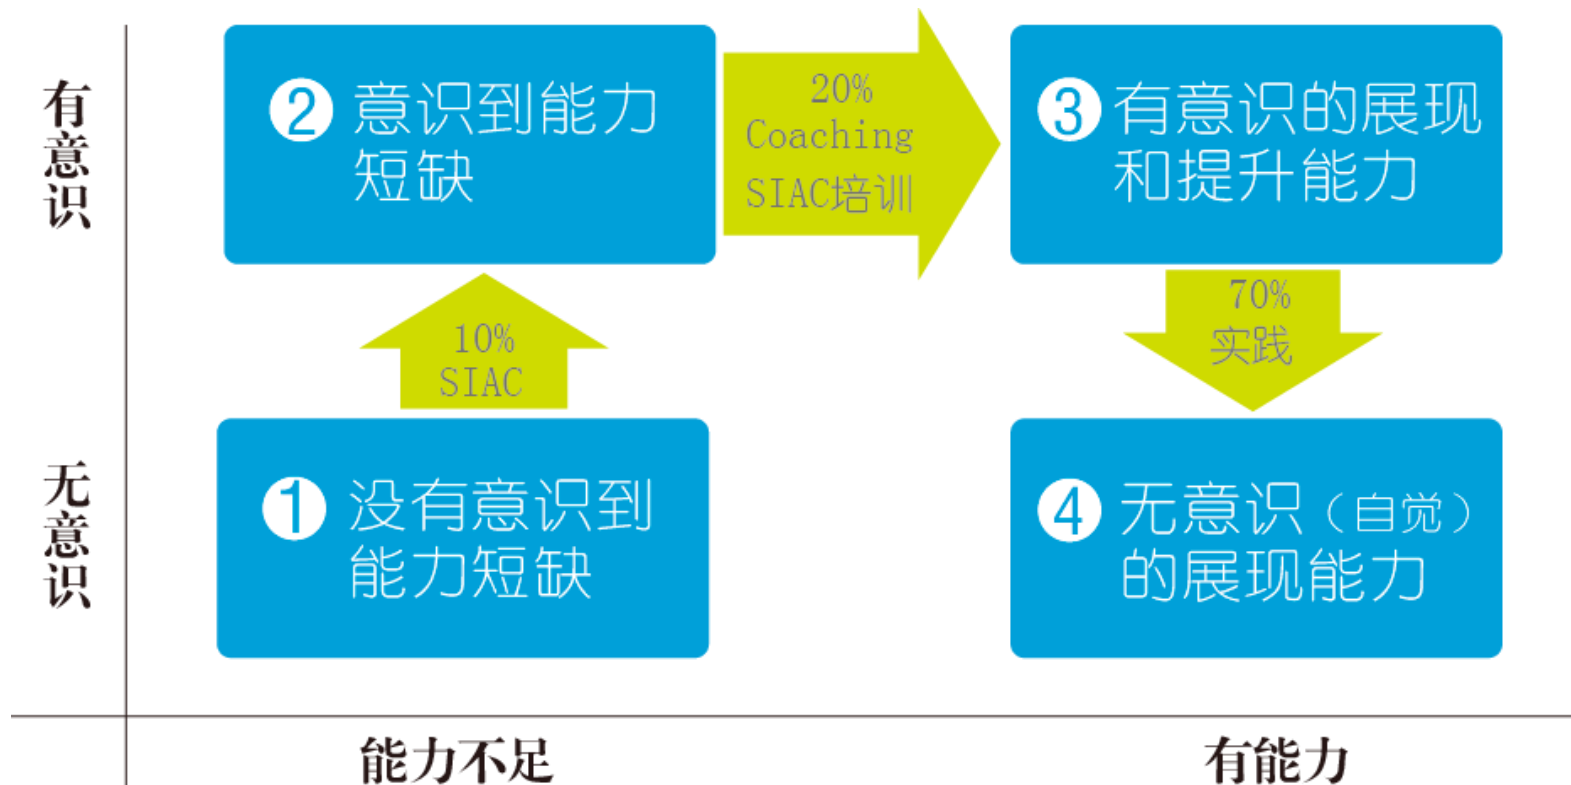 有意识
② 意识到能力
短缺
20%
Coaching
SIAC培训
③ 有意识的展现
和提升能力
10%
SIAC
70%
实践
无意识
① 没有意识到
能力短缺
④ 无意识（自觉）
的展现能力
能力不足
有能力